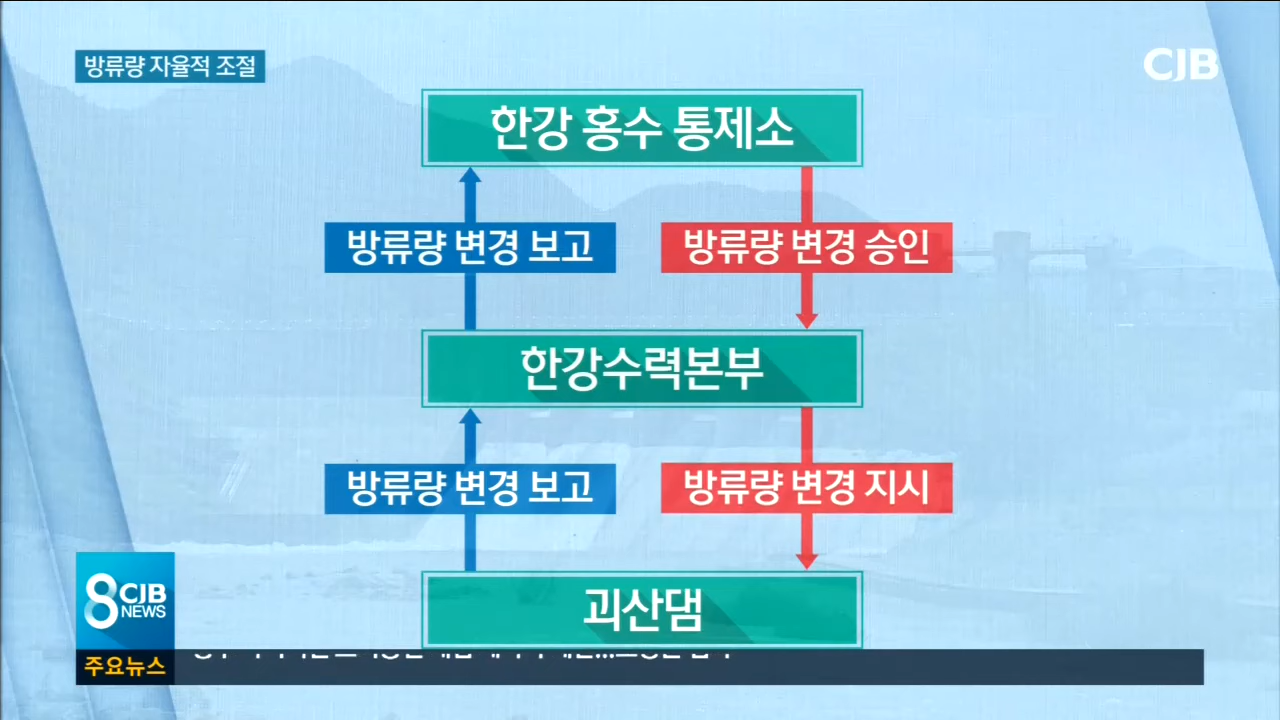 방류량 자율적 조절
CJB
한강 홍수 통제소
방류량 변경 보고
방류량 변경 승인
한강수력본부
방류량 변경 보고
방류량 변경 지시
괴산댐
8 CJB
NEWS
주요뉴스